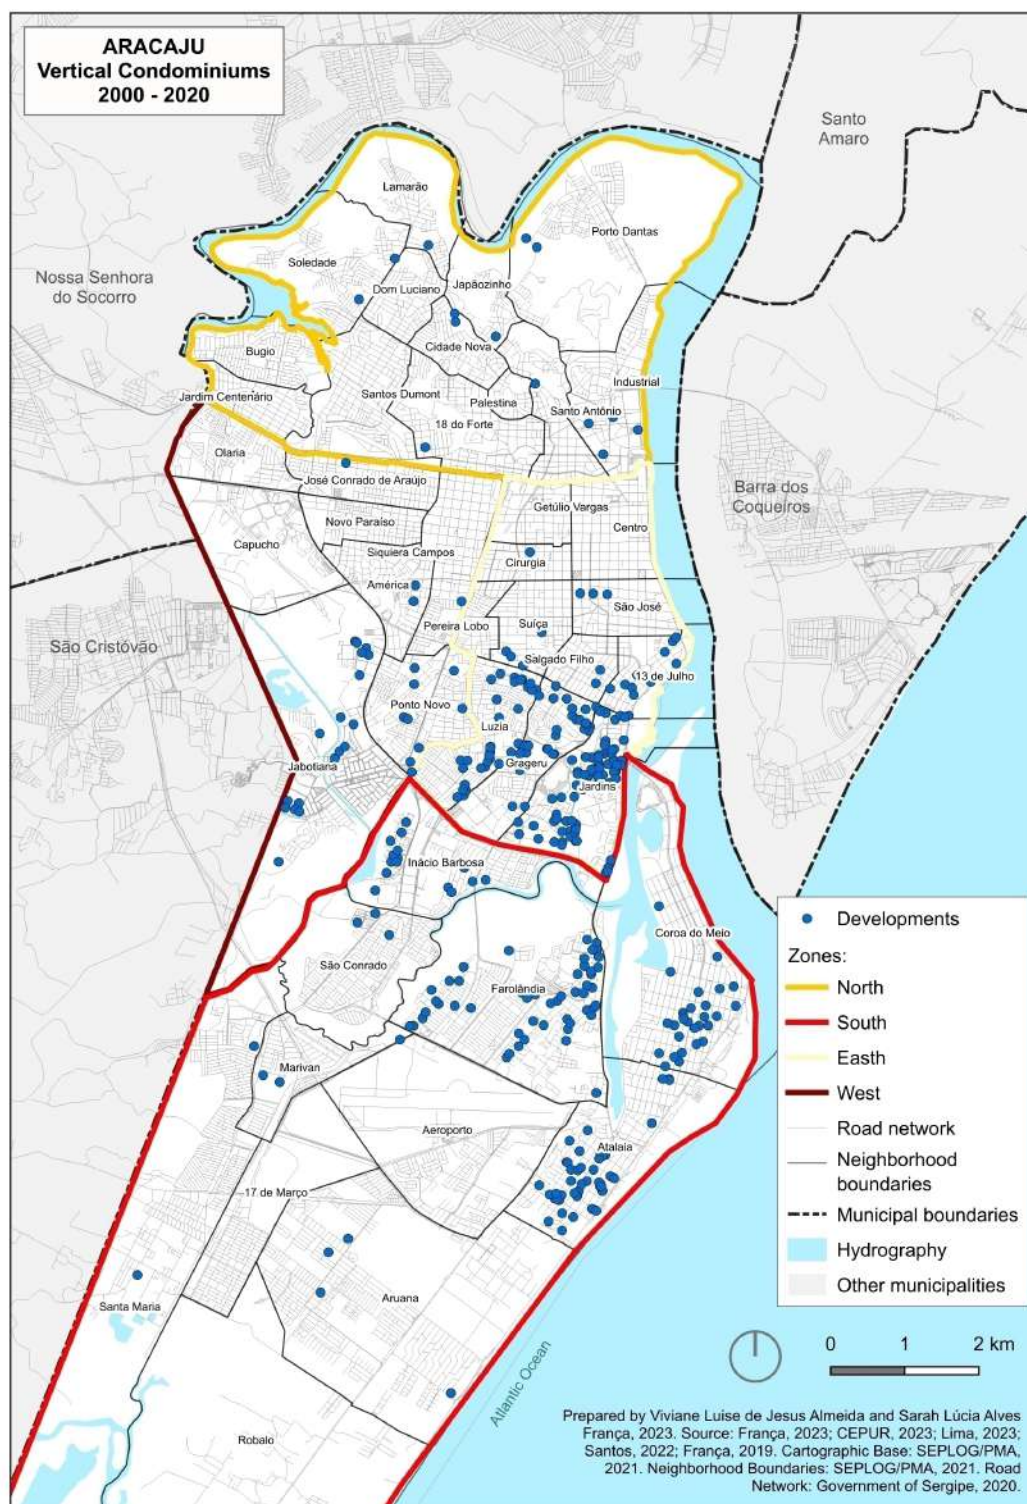 ARACAJU
Vertical Condominiums
2000 - 2020
Santo
Amaro
Lamarão
Porto Dantas
Soledade
Nossa Senhora
do Socorro
Dom Luciano
Japãozinho
Cidade Nova
Bugio
Industrial
Jardim Centenário
Santos Dumont
Palestina
Santo Antônio
18 do Forte
Olaria
José Conrado de Araújo
Barra dos
Coqueiros
Getúlio Vargas
Novo Paraíso
Centro
Capucho
Siquiera Campos
Cirurgia
América
São José
Pereira Lobo
Suíça
São Cristóvão
Salgado Filho
13 de Julho
Ponto Novo
Luzia
Jabotiana
Grageru
Jardins
Inácio Barbosa
Coroa do Meio
São Conrado
Farolândia
Marivan
Aeroporto
Atalaia
17 de Março
Santa Maria
Aruana
Robalo
Atlantic Ocean
Developments
Zones:
North
South
Easth
West
Road network
Neighborhood
boundaries
Municipal boundaries
Hydrography
Other municipalities
0 1 2 km
Prepared by Viviane Luise de Jesus Almeida and Sarah Lúcia Alves
França, 2023. Source: França, 2023; CEPUR, 2023; Lima, 2023;
Santos, 2022; França, 2019. Cartographic Base: SEPLOG/PMA,
2021. Neighborhood Boundaries: SEPLOG/PMA, 2021. Road
Network: Government of Sergipe, 2020.